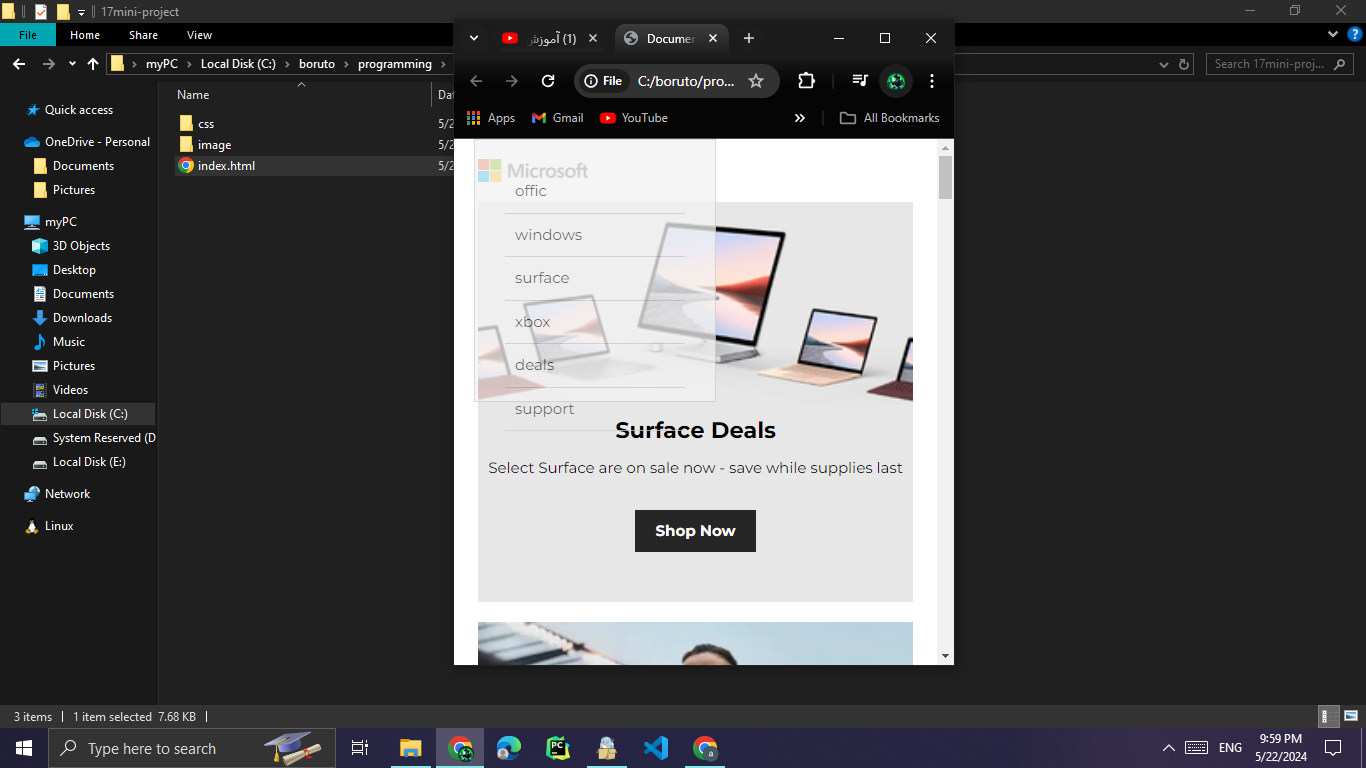 17mini-project
File Home Share View
myPC Local Disk (C:) boruto programming
Search 17mini-proj...
Quick access
OneDrive - Personal
Documents
Pictures
myPC
3D Objects
Desktop
Documents
Downloads
Music
Pictures
Videos
Local Disk (C:)
System Reserved (D
Local Disk (E:)
Network
Linux
Name
css 5/2
image 5/2
index.html 5/2
(1) آموزش
Documen
File C:/boruto/pro...
Apps Gmail YouTube All Bookmarks
Microsoft
offic
windows
surface
xbox
deals
support
Surface Deals
Select Surface are on sale now - save while supplies last
Shop Now
3 items 1 item selected 7.68 KB
Type here to search
PC
a
ENG
9:59 PM
5/22/2024